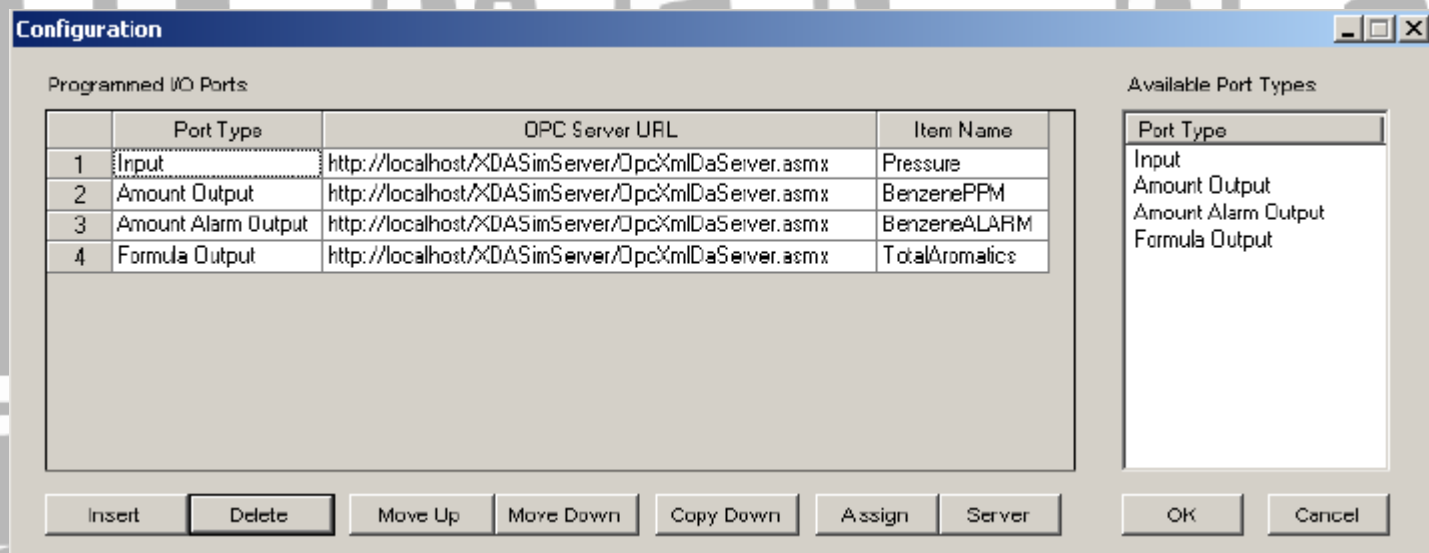 Configuration
Programmed I/O Ports
Available Port Types
Port Type OPC Server URL Item Name
1 Input http://localhost/XDASimServer/OpcXmlDaServer.asmx Pressure
2 Amount Output http://localhost/XDASimServer/OpcXmlDaServer.asmx BenzenePPM
3 Amount Alarm Output http://localhost/XDASimServer/OpcXmlDaServer.asmx BenzeneALARM
4 Formula Output http://localhost/XDASimServer/OpcXmlDaServer.asmx TotalAromatics
Port Type
Input
Amount Output
Amount Alarm Output
Formula Output
Insert Delete Move Up Move Down Copy Down Assign Server OK Cancel